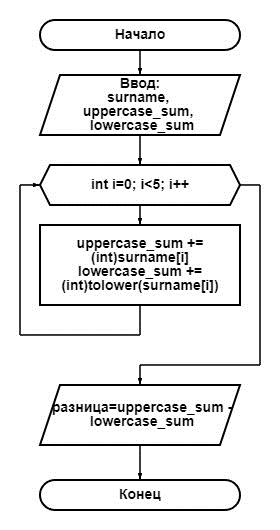 Начало
Ввод:
surname,
uppercase_sum,
lowercase_sum
int i=0; i<5; i++
uppercase_sum +=
(int)surname[i]
lowercase_sum +=
(int)tolower(surname[i])
разница=uppercase_sum -
lowercase_sum
Конец